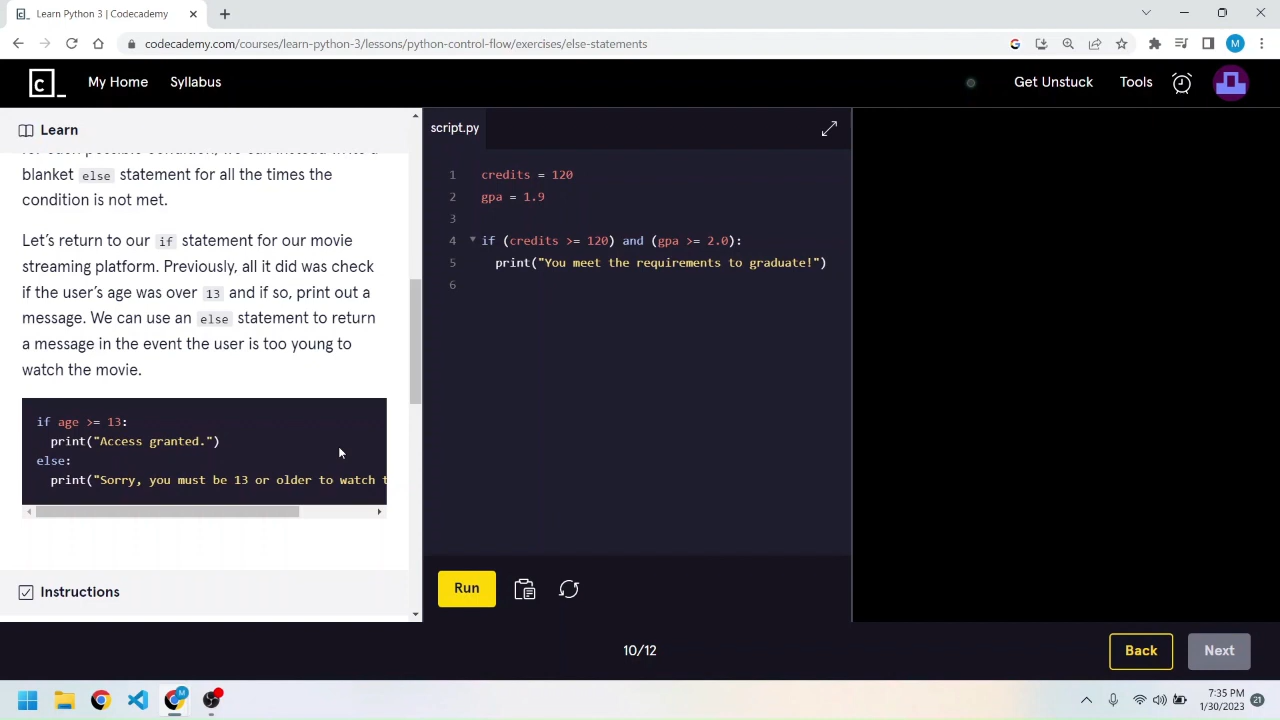 Learn Python 3 | Codecademy
codecademy.com/courses/learn-python-3/lessons/python-control-flow/exercises/else-statements
G
M
C_
My Home
Syllabus
Get Unstuck
Tools
Learn
blanket else statement for all the times the
condition is not met.
Let's return to our if statement for our movie
streaming platform. Previously, all it did was check
if the user's age was over 13 and if so, print out a
message. We can use an else statement to return
a message in the event the user is too young to
watch the movie.
if age >= 13:
print("Access granted.")
else:
print("Sorry, you must be 13 or older to watch t
Instructions
script.py
1 credits = 120
2 gpa = 1.9
3
4 if (credits >= 120) and (gpa >= 2.0):
5 print("You meet the requirements to graduate!")
6
Run
10/12
Back
Next
M
7:35 PM
1/30/2023
21